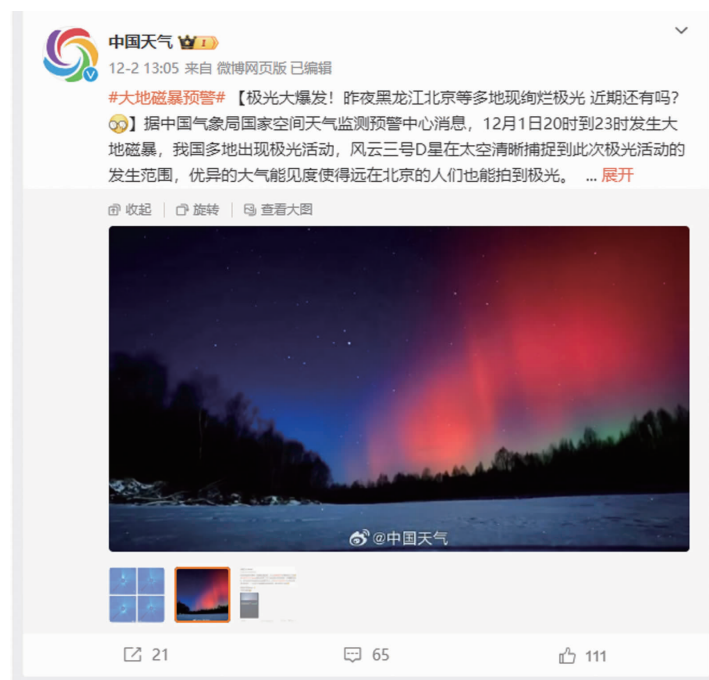 中国天气 1
12-2 13:05 来自 微博网页版 已编辑
#大地磁暴预警# 【极光大爆发！昨夜黑龙江北京等多地现绚烂极光 近期还有吗？
】据中国气象局国家空间天气监测预警中心消息，12月1日20时到23时发生大
地磁暴，我国多地出现极光活动，风云三号D星在太空清晰捕捉到此次极光活动的
发生范围，优异的大气能见度使得远在北京的人们也能拍到极光。 ... 展开
收起 旋转 查看大图
@中国天气
21 65 111